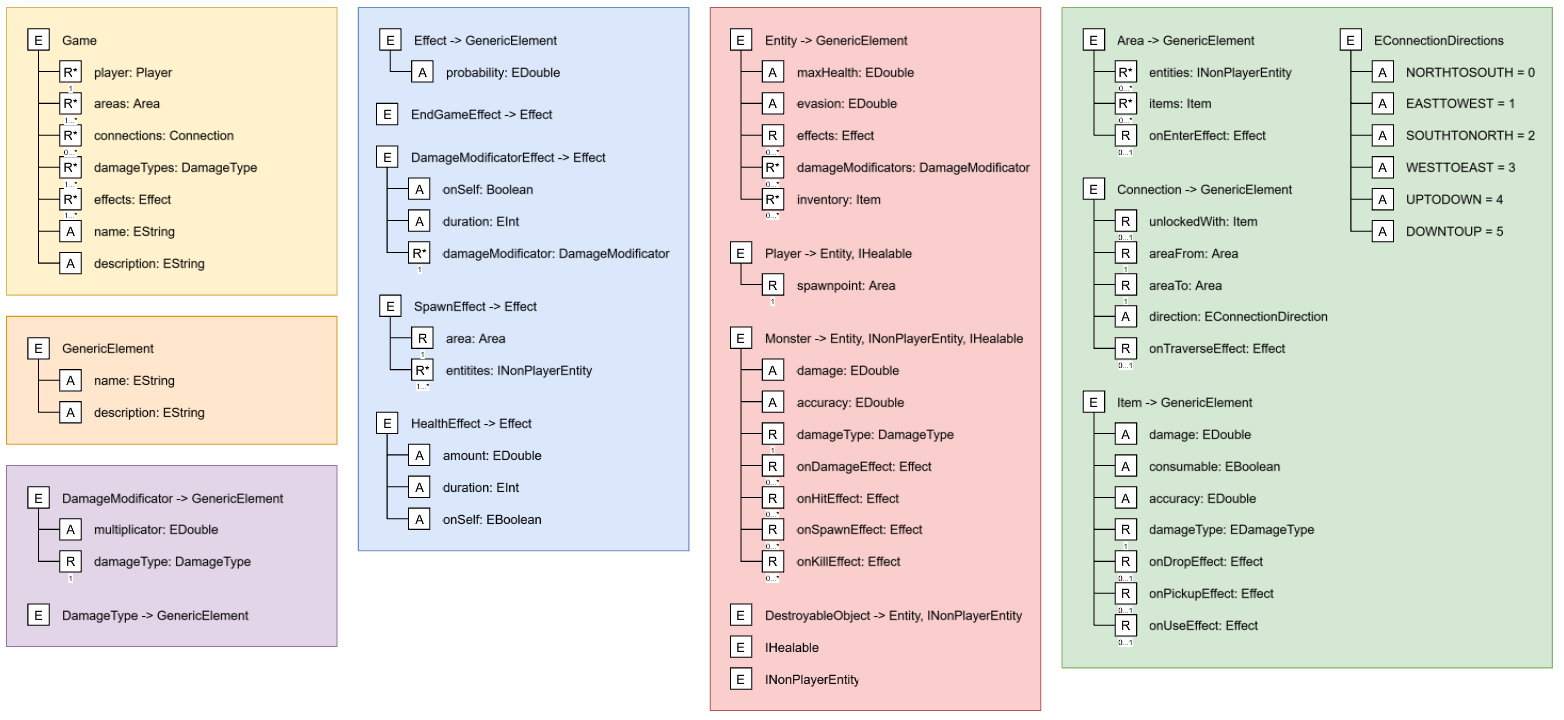 E Game
R* player: Player
1
R* areas: Area
1...*
R* connections: Connection
0...*
R* damageTypes: DamageType
1...*
R* effects: Effect
1...*
A name: EString
A description: EString
E GenericElement
A name: EString
A description: EString
E DamageModificator -> GenericElement
A multiplicator: EDouble
R damageType: DamageType
1
E DamageType -> GenericElement
E Effect -> GenericElement
A probability: EDouble
E EndGameEffect -> Effect
E DamageModificatorEffect -> Effect
A onSelf: Boolean
A duration: EInt
R* damageModificator: DamageModificator
1
E SpawnEffect -> Effect
R area: Area
1
R* entitites: INonPlayerEntity
1...*
E HealthEffect -> Effect
A amount: EDouble
A duration: EInt
A onSelf: EBoolean
E Entity -> GenericElement
A maxHealth: EDouble
A evasion: EDouble
R effects: Effect
0...*
R* damageModificators: DamageModificator
0...*
R* inventory: Item
0...*
E Player -> Entity, IHealable
R spawnpoint: Area
1
E Monster -> Entity, INonPlayerEntity, IHealable
A damage: EDouble
A accuracy: EDouble
R damageType: DamageType
1
R onDamageEffect: Effect
0...*
R onHitEffect: Effect
0...*
R onSpawnEffect: Effect
0...*
R onKillEffect: Effect
0...*
E DestroyableObject -> Entity, INonPlayerEntity
E IHealable
E INonPlayerEntity
E Area -> GenericElement
R* entities: INonPlayerEntity
0...*
R* items: Item
0...*
R onEnterEffect: Effect
0...1
E Connection -> GenericElement
R unlockedWith: Item
0...1
R areaFrom: Area
1
R areaTo: Area
1
A direction: EConnectionDirection
R onTraverseEffect: Effect
0...1
E Item -> GenericElement
A damage: EDouble
A consumable: EBoolean
A accuracy: EDouble
R damageType: EDamageType
1
R onDropEffect: Effect
0...1
R onPickupEffect: Effect
0...1
R onUseEffect: Effect
0...1
E EConnectionDirections
A NORTHTOSOUTH = 0
A EASTTOWEST = 1
A SOUTHTONORTH = 2
A WESTTOEAST = 3
A UPTODOWN = 4
A DOWNTOUP = 5